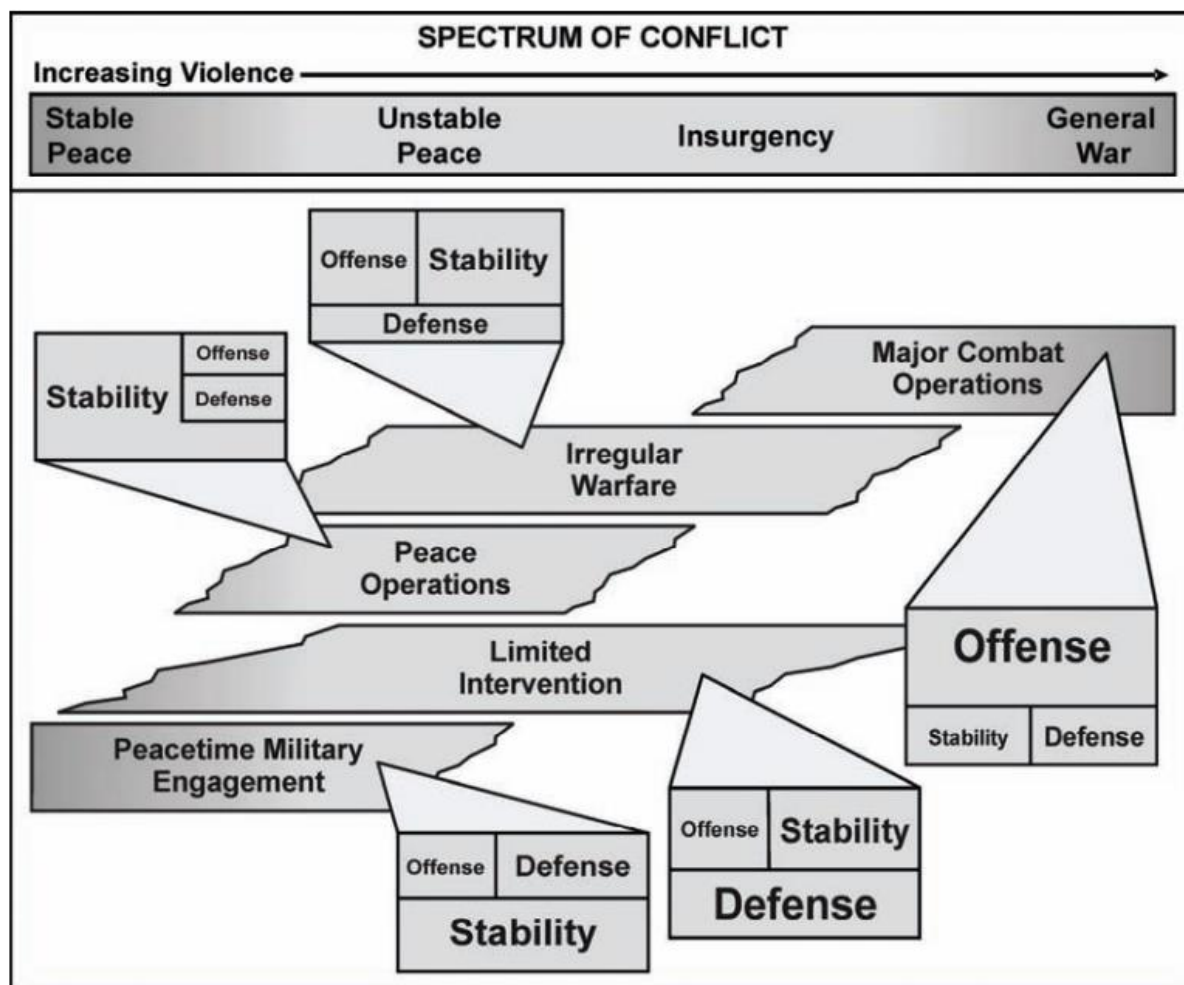 SPECTRUM OF CONFLICT
Increasing Violence
Stable
Peace
Unstable
Peace
Insurgency
General
War
Offense
Stability
Defense
Stability
Offense
Defense
Major Combat
Operations
Irregular
Warfare
Peace
Operations
Limited
Intervention
Offense
Stability
Defense
Peacetime Military
Engagement
Offense
Defense
Stability
Offense
Stability
Defense